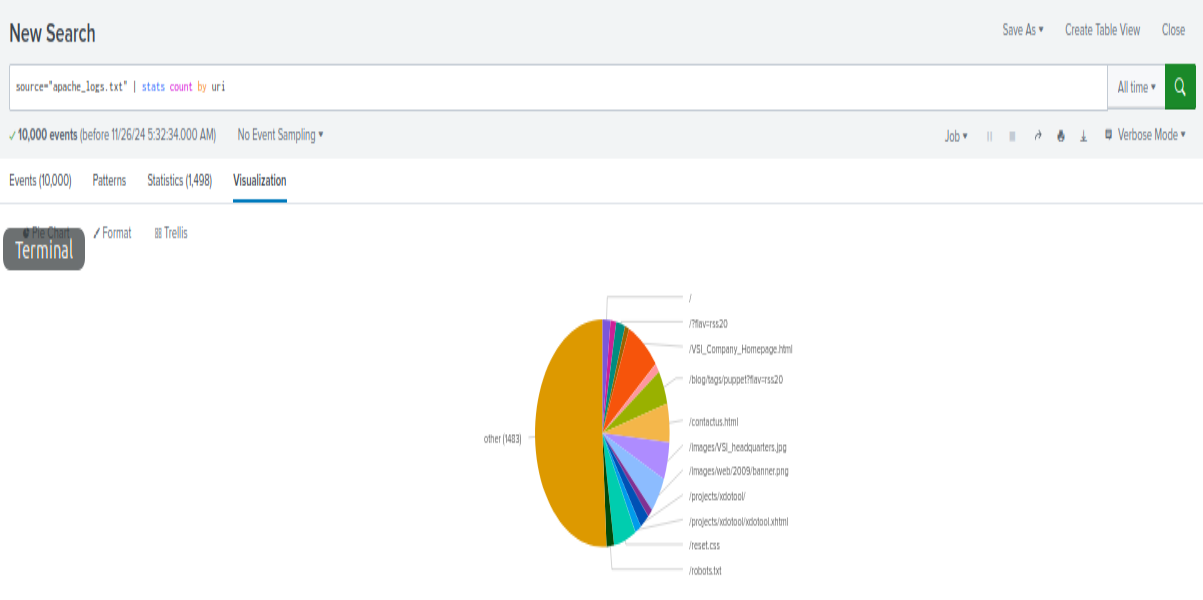 New Search
Save As ▾ Create Table View Close
source="apache_logs.txt" | stats count by uri
All time ▾
✓ 10,000 events (before 11/26/24 5:32:34.000 AM) No Event Sampling ▾
Job ▾ Verbose Mode ▾
Events (10,000) Patterns Statistics (1,498) Visualization
Pie Chart Format Trellis
Terminal
/
/?flav=rss20
/VSI_Company_Homepage.html
/blog/tags/puppet?flav=rss20
/contactus.html
other (1483)
/images/VSI_headquarters.jpg
/images/web/2009/banner.png
/projects/xdotool/
/projects/xdotool/xdotool.xhtml
/reset.css
/robots.txt